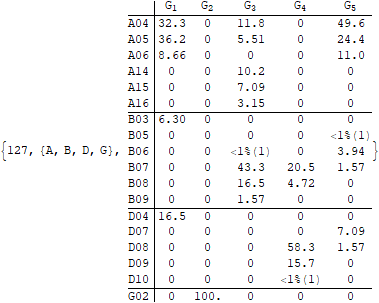 G1 G2 G3 G4 G5
A04 32.3 0 11.8 0 49.6
A05 36.2 0 5.51 0 24.4
A06 8.66 0 0 0 11.0
A14 0 0 10.2 0 0
A15 0 0 7.09 0 0
A16 0 0 3.15 0 0
B03 6.30 0 0 0 0
B05 0 0 0 0 <1%(1)
{127, {A, B, D, G}, B06 0 0 <1%(1) 0 3.94
B07 0 0 43.3 20.5 1.57
B08 0 0 16.5 4.72 0
B09 0 0 1.57 0 0
D04 16.5 0 0 0 0
D07 0 0 0 0 7.09
D08 0 0 0 58.3 1.57
D09 0 0 0 15.7 0
D10 0 0 0 <1%(1) 0
G02 0 100. 0 0 0